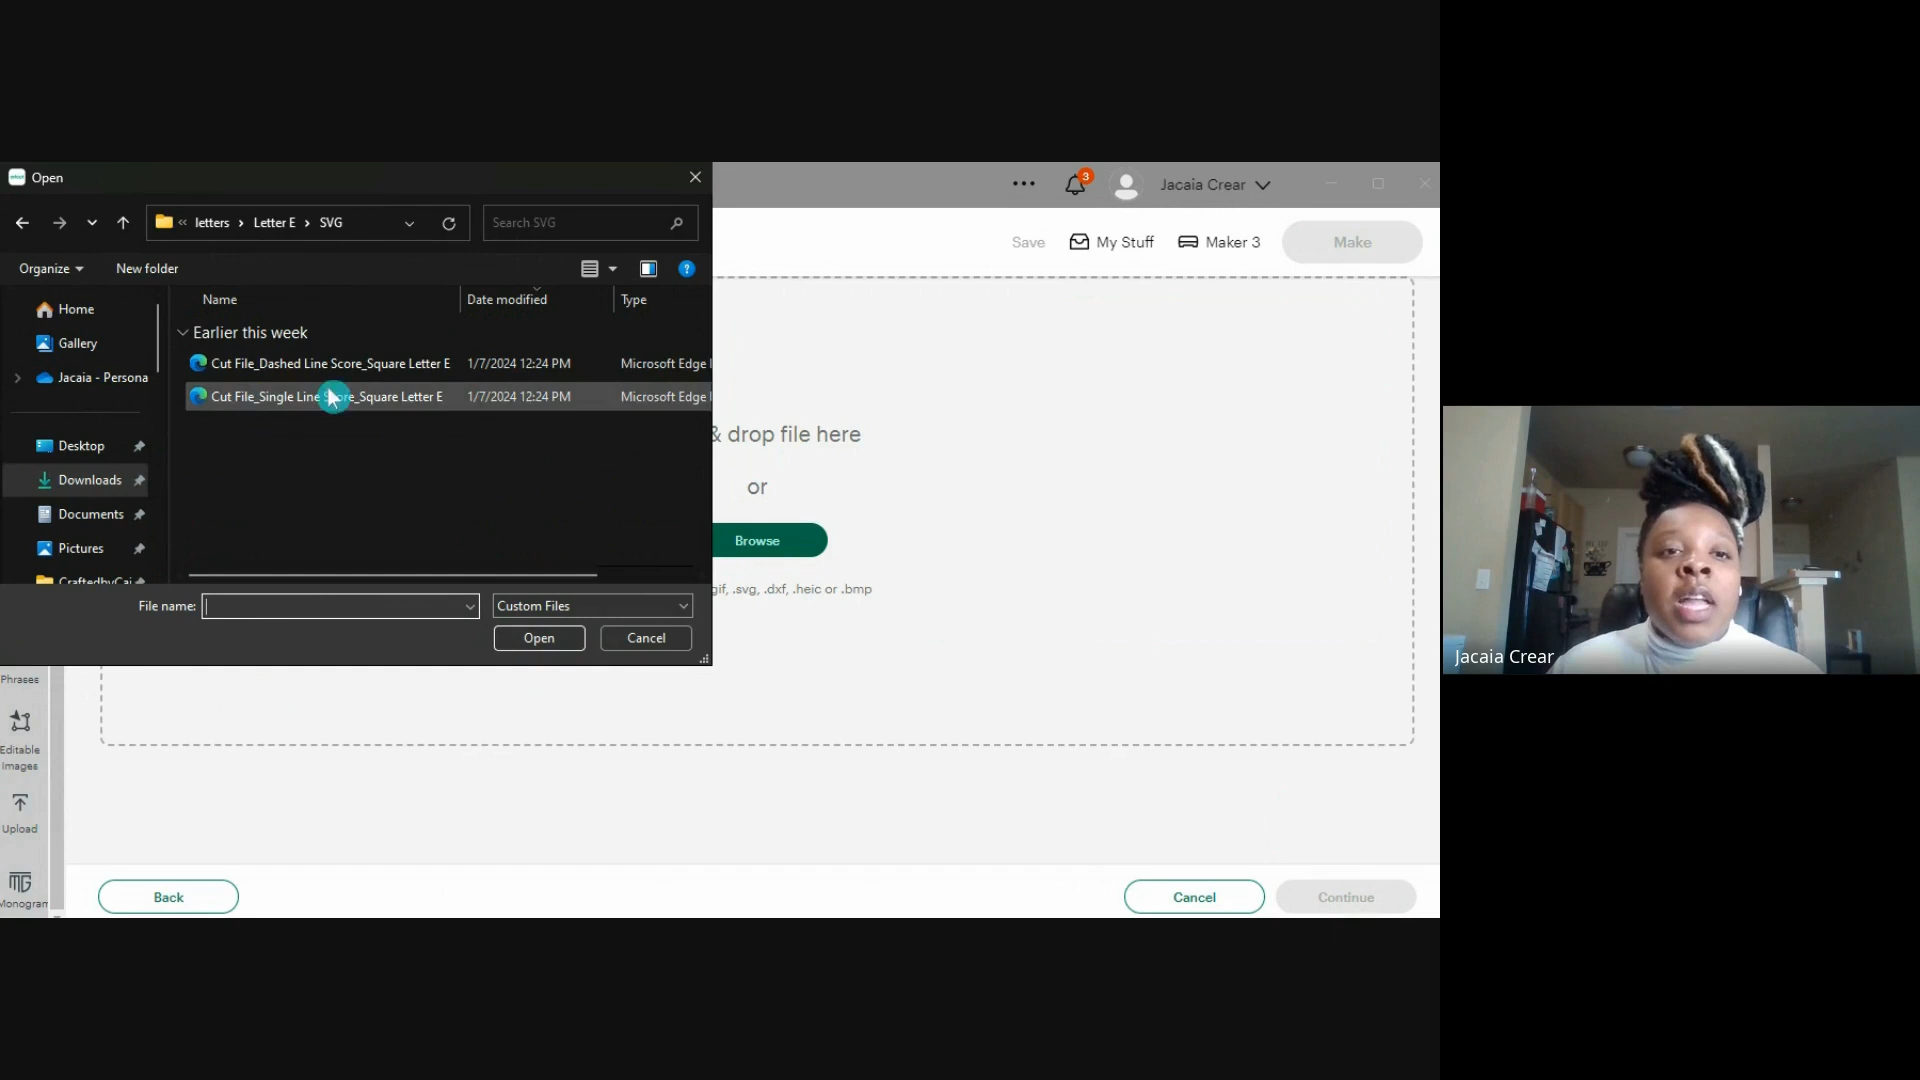 Open
letters > Letter E > SVG
Search SVG
Organize
New folder
Name
Date modified
Type
Home
Gallery
Jacaia - Persona
Desktop
Downloads
Documents
Pictures
CraftedbyCai
Earlier this week
Cut File_Dashed Line Score_Square Letter E 1/7/2024 12:24 PM Microsoft Edge
Cut File_Single Line Score_Square Letter E 1/7/2024 12:24 PM Microsoft Edge
File name:
Custom Files
Open
Cancel
3
Jacaia Crear
Save
My Stuff
Maker 3
Make
& drop file here
or
Browse
gif, .svg, .dxf, .heic or .bmp
Phrases
Editable
Images
Upload
Monogram
Back
Cancel
Continue
Jacaia Crear